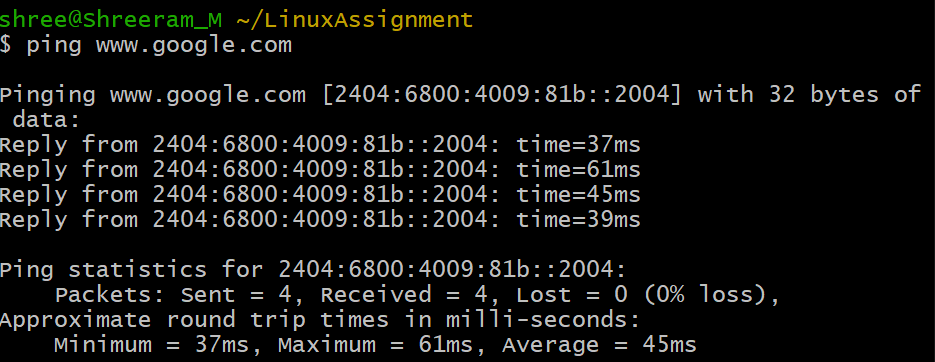 shree@Shreeram_M ~/LinuxAssignment
$ ping www.google.com
Pinging www.google.com [2404:6800:4009:81b::2004] with 32 bytes of
 data:
Reply from 2404:6800:4009:81b::2004: time=37ms
Reply from 2404:6800:4009:81b::2004: time=61ms
Reply from 2404:6800:4009:81b::2004: time=45ms
Reply from 2404:6800:4009:81b::2004: time=39ms
Ping statistics for 2404:6800:4009:81b::2004:
    Packets: Sent = 4, Received = 4, Lost = 0 (0% loss),
Approximate round trip times in milli-seconds:
    Minimum = 37ms, Maximum = 61ms, Average = 45ms